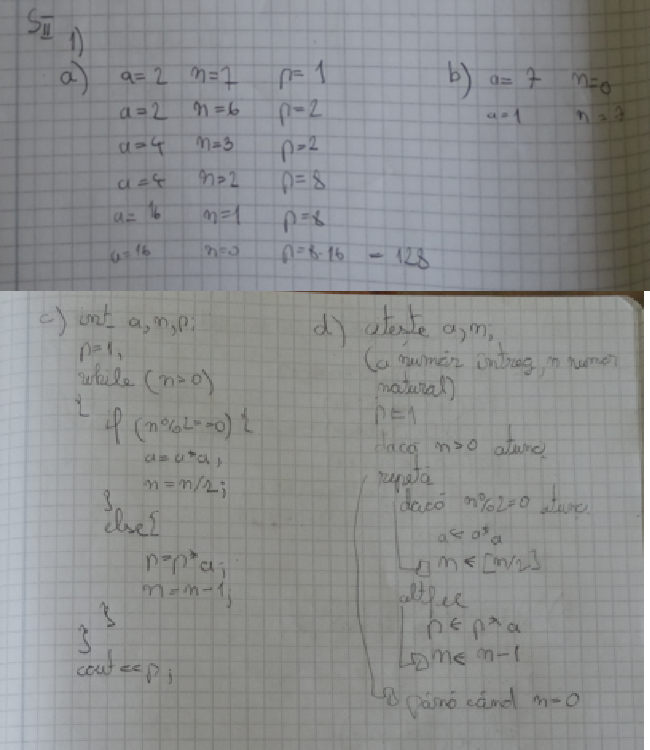 SII
1)
a) a=2 n=7 p=1
a=2 n=6 p=2
a=4 n=3 p=2
a=4 n=2 p=8
a=16 n=1 p=8
a=16 n=0 p=8·16 = 128
b) a=7 n=0
a=1 n=7
c) int a,n,p;
p=1;
while (n>0)
{
if (n%2==0) {
a=a*a;
n=n/2;
}
else{
p=p*a;
n=n-1;
}
}
cout<<p;
d) citește a,n,
(a număr întreg, n număr
natural)
p←1
dacă n>0 atunci
repetă
dacă n%2=0 atunci
a←a*a
n←[n/2]
altfel
p←p*a
n←n-1
până când n=0